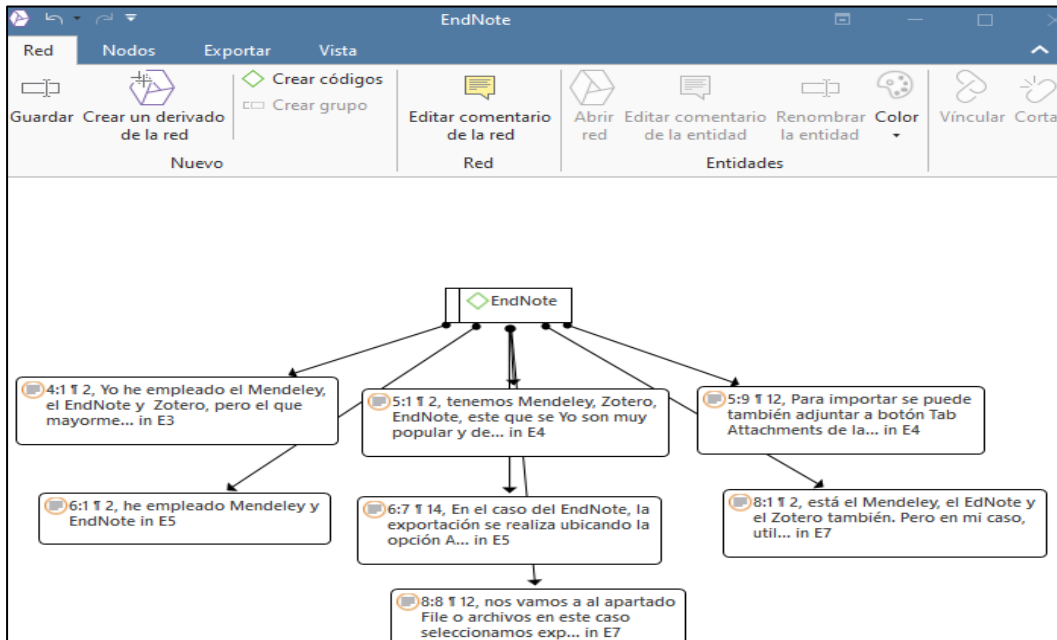 EndNote
Red Nodos Exportar Vista
Guardar
Crear un derivado
de la red
Crear códigos
Crear grupo
Nuevo
Editar comentario
de la red
Red
Abrir
red
Editar comentario
de la entidad
Renombrar
la entidad
Color
Entidades
Víncular
Corta
EndNote
4:1 ¶ 2, Yo he empleado el Mendeley,
el EndNote y Zotero, pero el que
mayorme... in E3
5:1 ¶ 2, tenemos Mendeley, Zotero,
EndNote, este que se Yo son muy
popular y de... in E4
5:9 ¶ 12, Para importar se puede
también adjuntar a botón Tab
Attachments de la... in E4
6:1 ¶ 2, he empleado Mendeley y
EndNote in E5
6:7 ¶ 14, En el caso del EndNote, la
exportación se realiza ubicando la
opción A... in E5
8:1 ¶ 2, está el Mendeley, el EdNote y
el Zotero también. Pero en mi caso,
util... in E7
8:8 ¶ 12, nos vamos a al apartado
File o archivos en este caso
seleccionamos exp... in E7